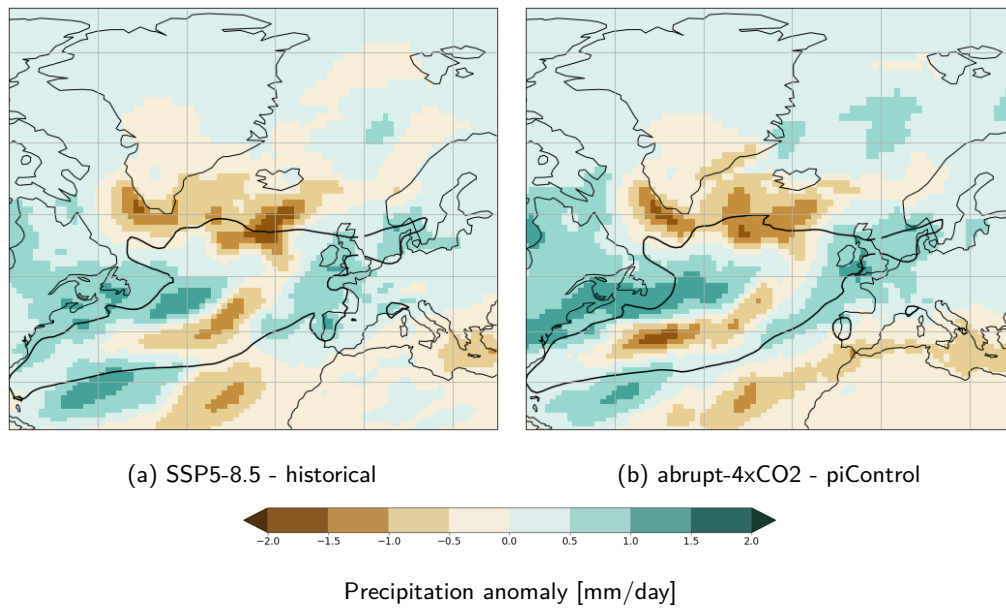 (a) SSP5-8.5 - historical
(b) abrupt-4xCO2 - piControl
−2.0 −1.5 −1.0 −0.5 0.0 0.5 1.0 1.5 2.0
Precipitation anomaly [mm/day]